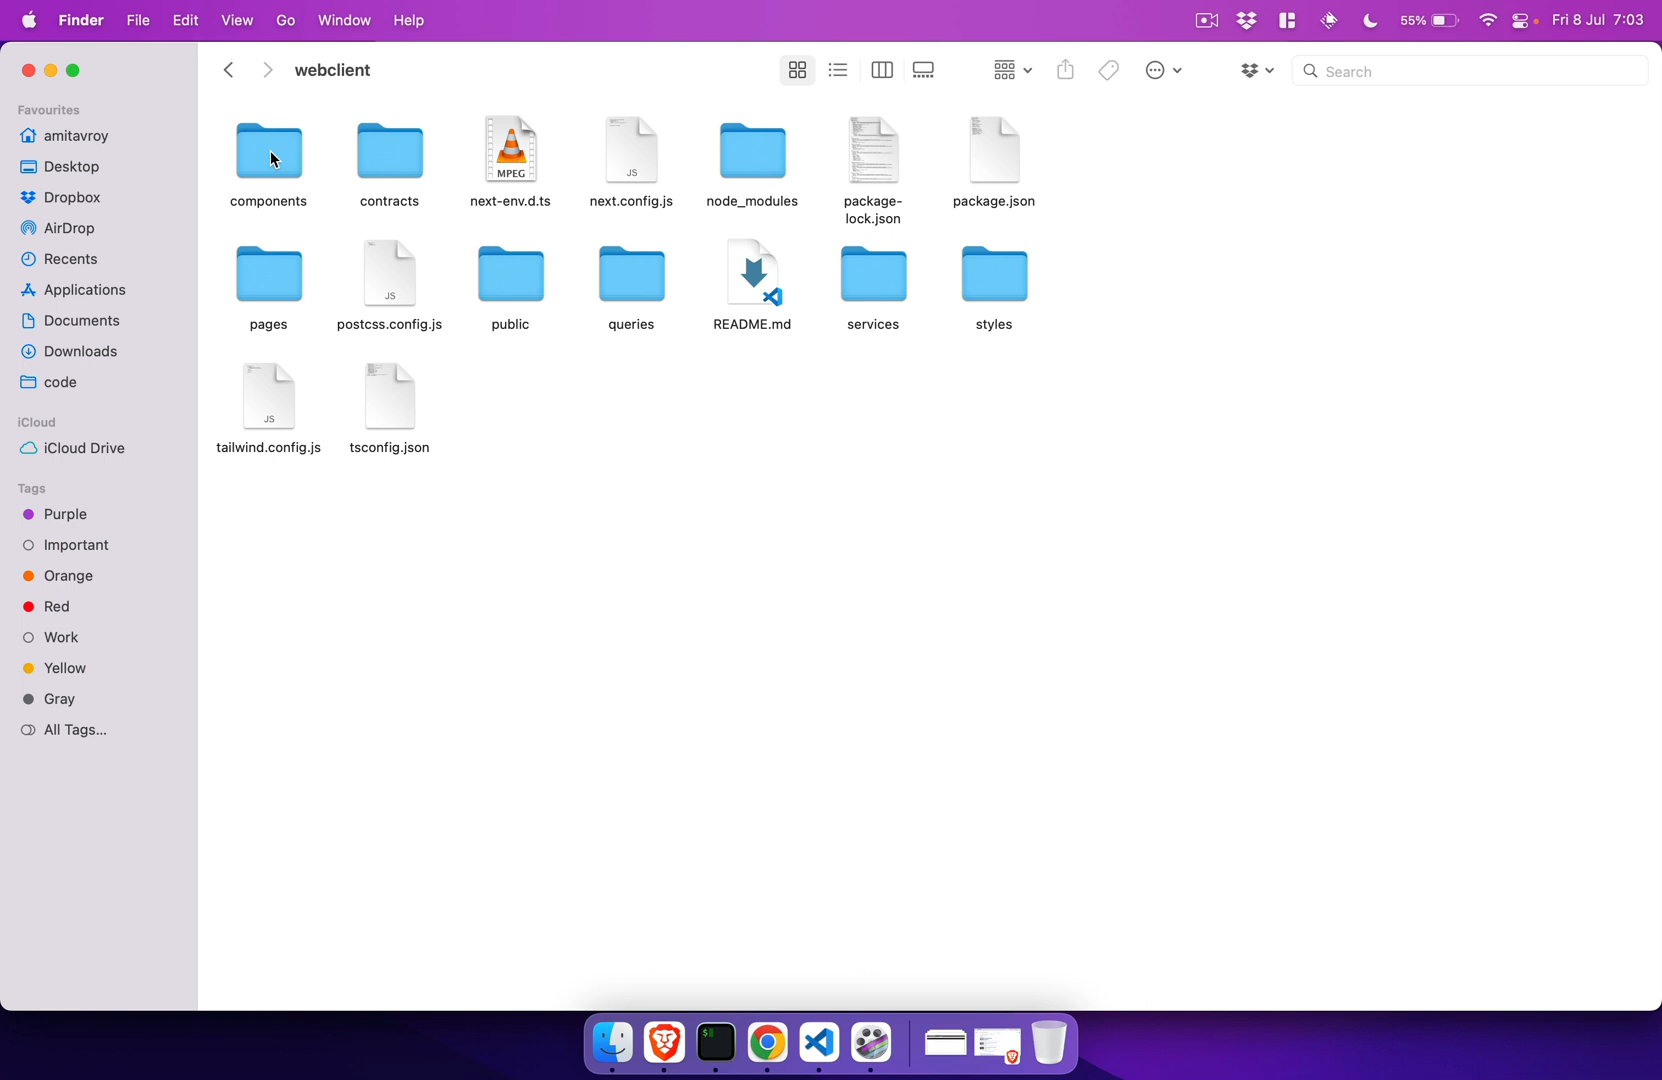 Finder File Edit View Go Window Help 55% Fri 8 Jul 7:03
webclient Search
Favourites
amitavroy
Desktop
Dropbox
AirDrop
Recents
Applications
Documents
Downloads
code
iCloud
iCloud Drive
Tags
Purple
Important
Orange
Red
Work
Yellow
Gray
All Tags...
MPEG JS
components contracts next-env.d.ts next.config.js node_modules package- package.json
lock.json
JS
pages postcss.config.js public queries README.md services styles
JS
tailwind.config.js tsconfig.json
$